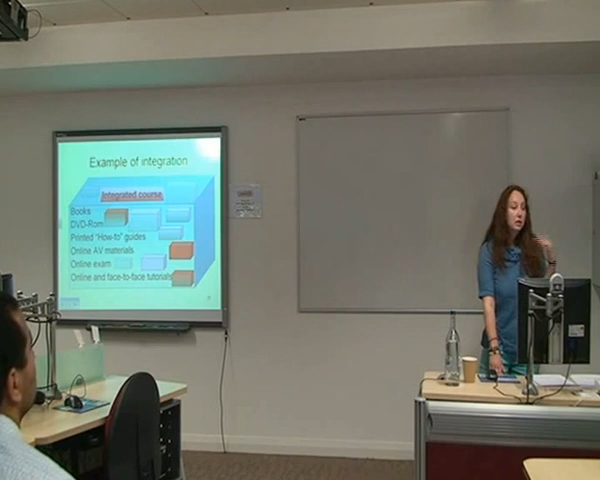 Example of integration
Integrated course
Books
DVD-Rom
Printed "How-to" guides
Online AV materials
Online exam
Online and face-to-face tutorials